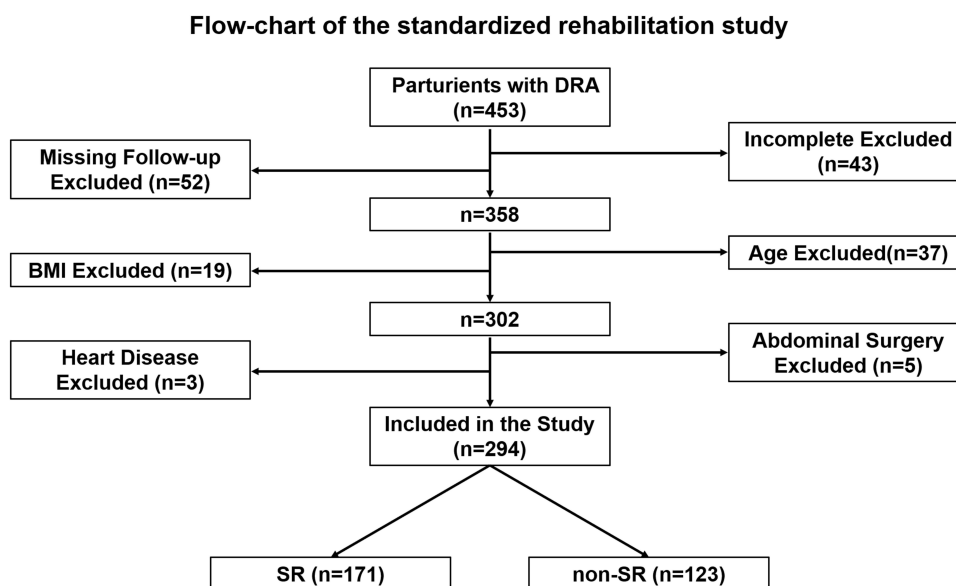 Flow-chart of the standardized rehabilitation study
Parturients with DRA
(n=453)
Incomplete Excluded
(n=43)
Missing Follow-up
Excluded (n=52)
n=358
Age Excluded(n=37)
BMI Excluded (n=19)
n=302
Abdominal Surgery
Excluded (n=5)
Heart Disease
Excluded (n=3)
Included in the Study
(n=294)
SR (n=171)
non-SR (n=123)